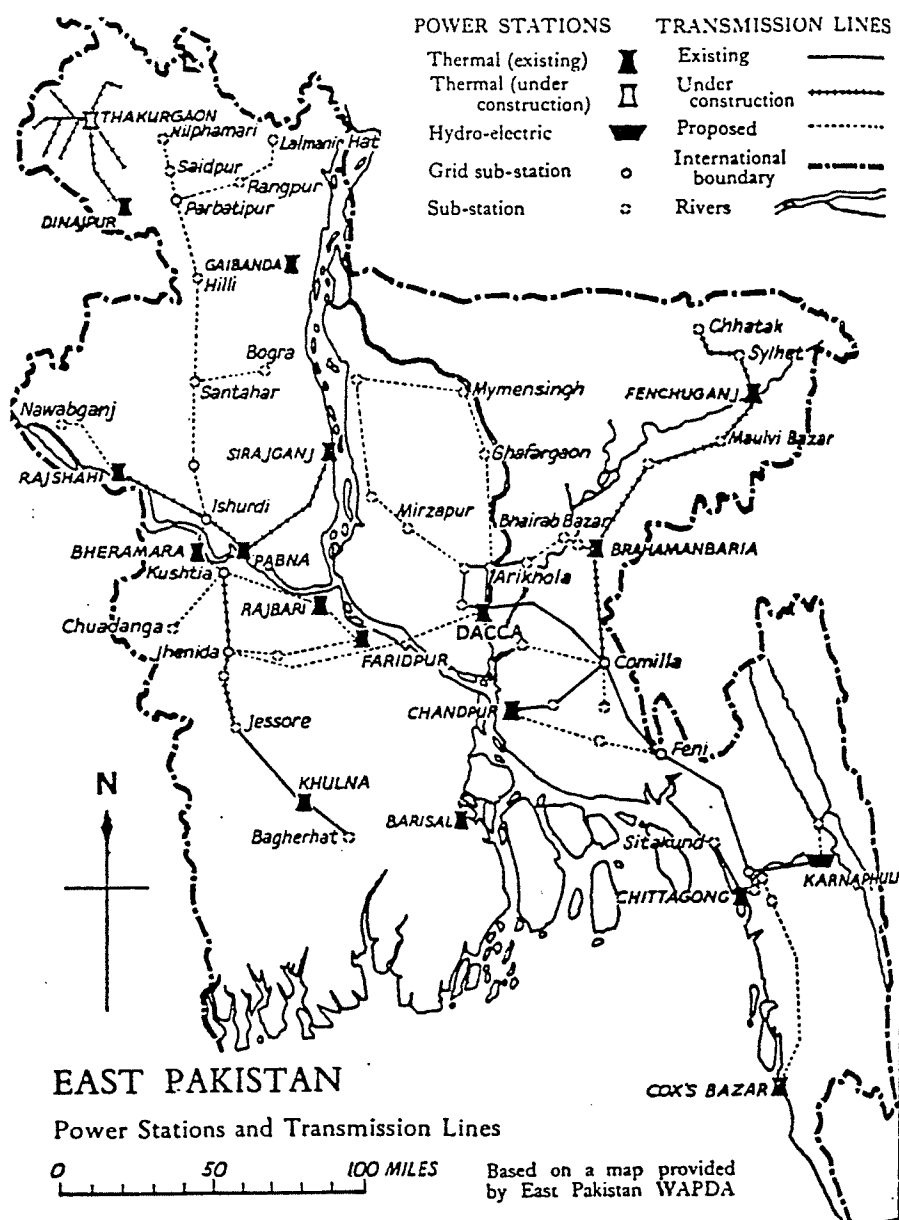 POWER STATIONS
Thermal (existing)
Thermal (under
construction)
Hydro-electric
Grid sub-station
Sub-station
TRANSMISSION LINES
Existing
Under
construction
Proposed
International
boundary
Rivers
THAKURGAON
Nilphamari
Lalmanir Hat
Saidpur
Rangpur
Parbatipur
DINAJPUR
GAIBANDA
Hilli
Bogra
Santahar
Nawabganj
RAJSHAHI
SIRAJGANJ
Ishurdi
BHERAMARA
PABNA
Kushtia
RAJBARI
Chuadanga
Jhenida
FARIDPUR
Jessore
KHULNA
Bagherhat
BARISAL
Chhatak
Sylhet
FENCHUGANJ
Maulvi Bazar
Mymensingh
Ghafargaon
Mirzapur
Bhairab Bazar
BRAHAMANBARIA
Arikhola
DACCA
Comilla
CHANDPUR
Feni
Sitakund
KARNAPHULI
CHITTAGONG
COX'S BAZAR
N
EAST PAKISTAN
Power Stations and Transmission Lines
0 50 100 MILES
Based on a map provided
by East Pakistan WAPDA